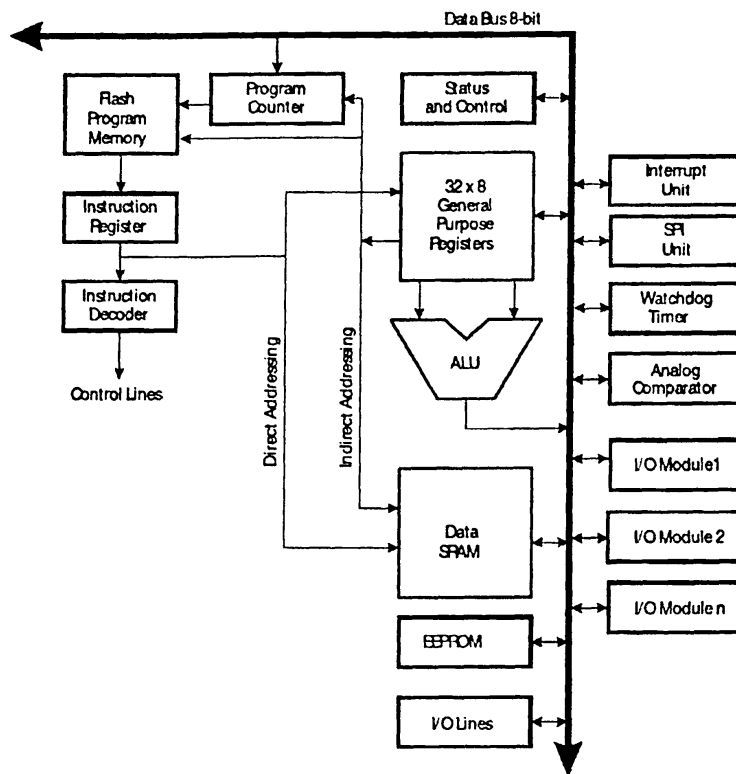 Data Bus 8-bit
Flash
Program
Memory
Program
Counter
Status
and Control
Instruction
Register
32 x 8
General
Purpose
Registers
Interrupt
Unit
SPI
Unit
Instruction
Decoder
Watchdog
Timer
Control Lines
Direct Addressing
Indirect Addressing
ALU
Analog
Comparator
I/O Module1
Data
SRAM
I/O Module 2
I/O Module n
EEPROM
I/O Lines